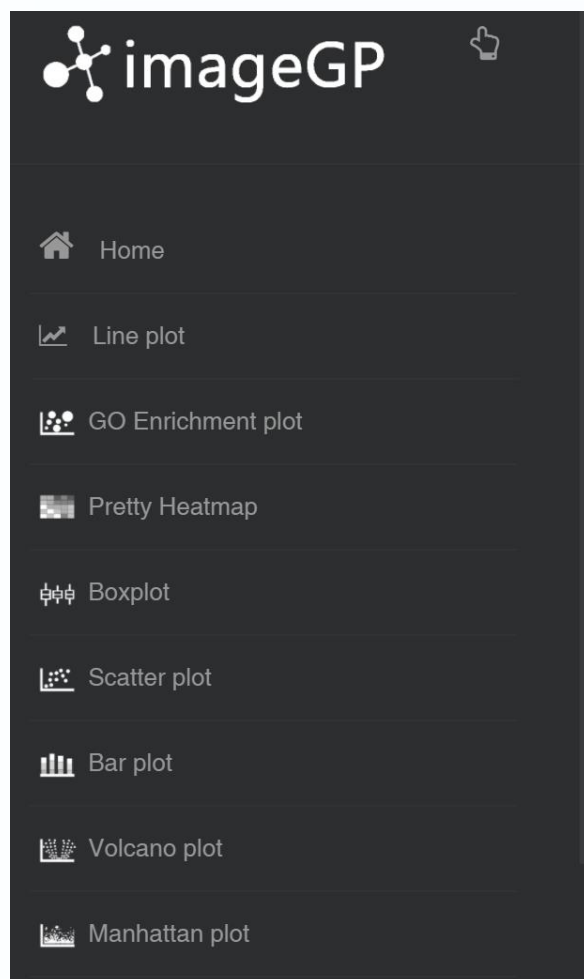 imageGP
Home
Line plot
GO Enrichment plot
Pretty Heatmap
Boxplot
Scatter plot
Bar plot
Volcano plot
Manhattan plot